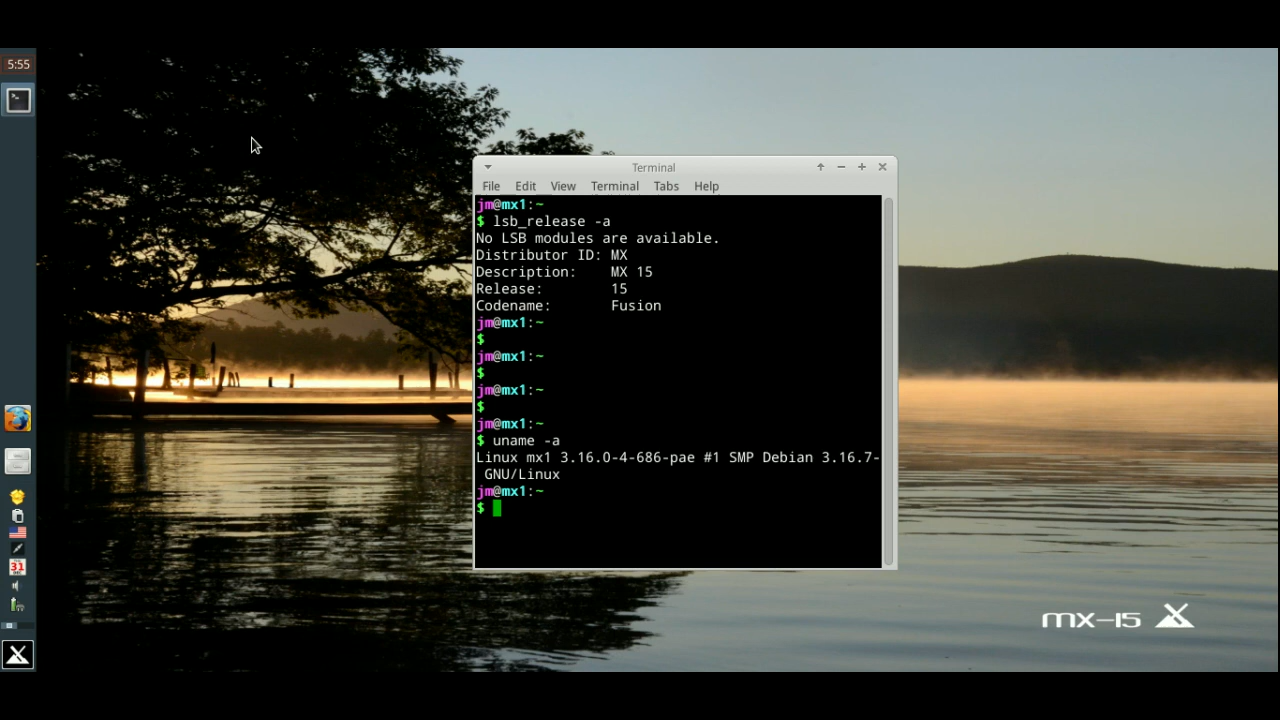 5:55
Terminal
File Edit View Terminal Tabs Help
jm@mx1:~
$ lsb_release -a
No LSB modules are available.
Distributor ID: MX
Description:    MX 15
Release:        15
Codename:       Fusion
jm@mx1:~
$
jm@mx1:~
$
jm@mx1:~
$
jm@mx1:~
$ uname -a
Linux mx1 3.16.0-4-686-pae #1 SMP Debian 3.16.7-
 GNU/Linux
jm@mx1:~
$
31
mx-15